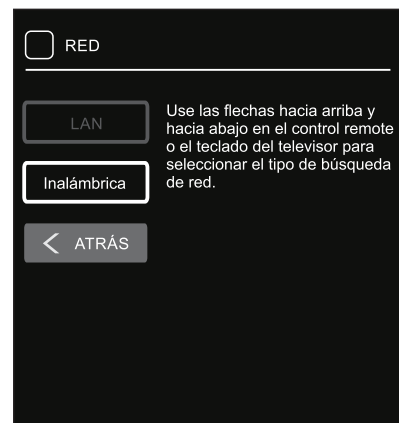 RED
LAN
Inalámbrica
ATRÁS
Use las flechas hacia arriba y
hacia abajo en el control remote
o el teclado del televisor para
seleccionar el tipo de búsqueda
de red.